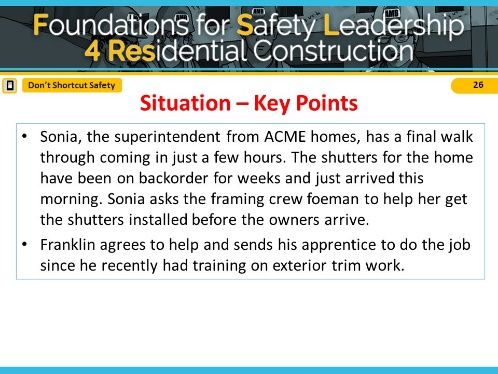 Foundations for Safety Leadership
4 Residential Construction
Don't Shortcut Safety
26
Situation – Key Points
• Sonia, the superintendent from ACME homes, has a final walk
through coming in just a few hours. The shutters for the home
have been on backorder for weeks and just arrived this
morning. Sonia asks the framing crew foeman to help her get
the shutters installed before the owners arrive.
• Franklin agrees to help and sends his apprentice to do the job
since he recently had training on exterior trim work.